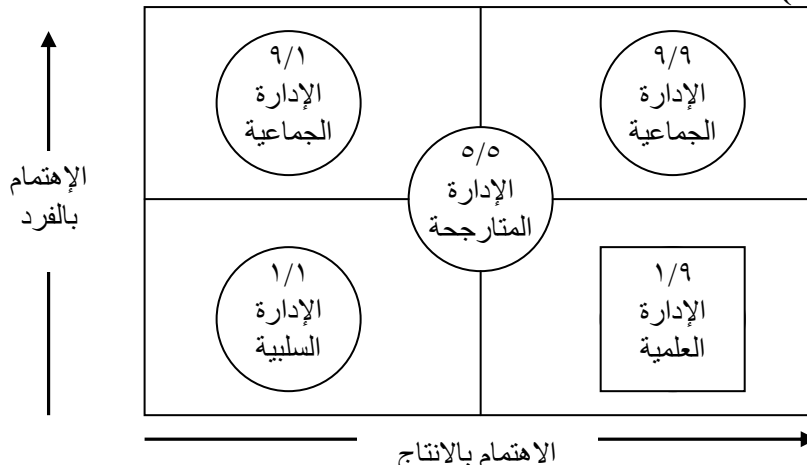 )
٩/١
الإدارة
الجماعية
٩/٩
الإدارة
الجماعية
٥/٥
الإدارة
المتارجحة
الإهتمام
بالفرد
١/١
الإدارة
السلبية
١/٩
الإدارة
العلمية
الاهتمام بالانتاج